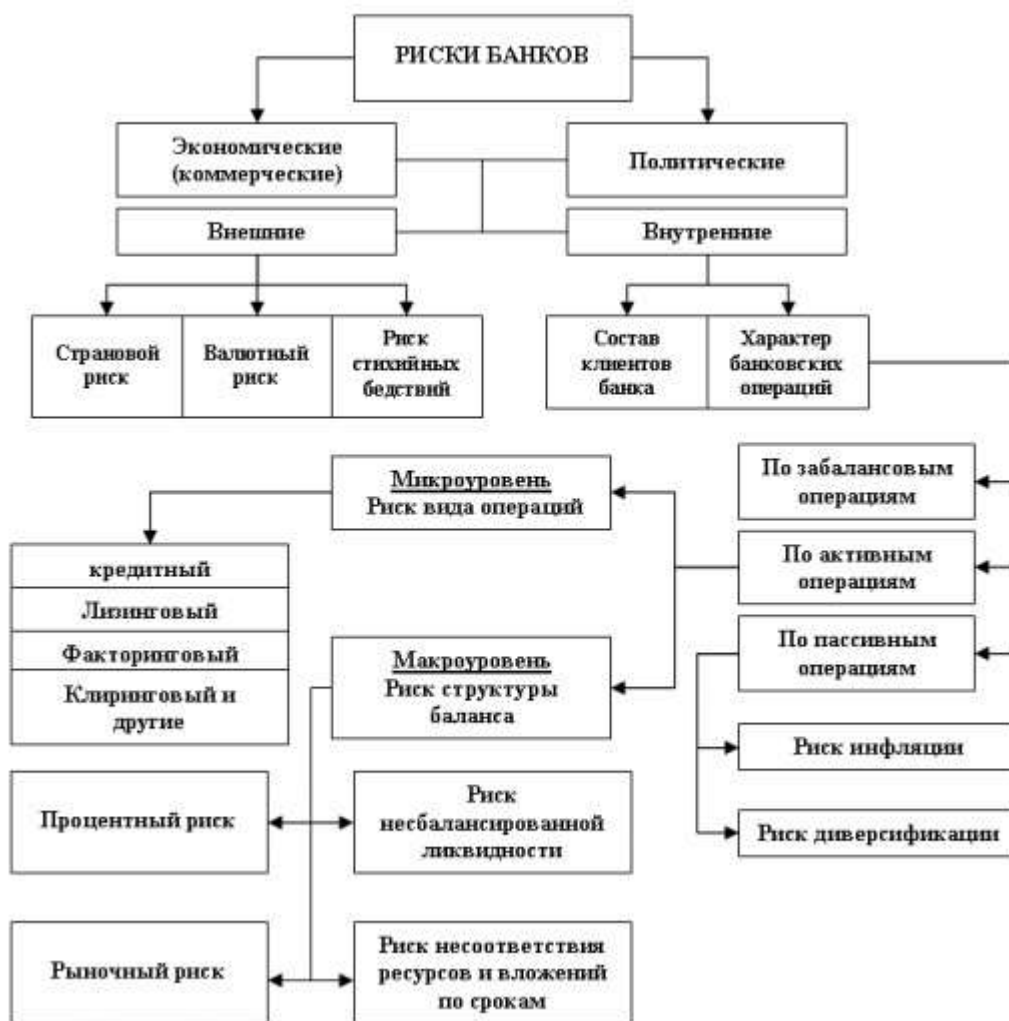 РИСКИ БАНКОВ
Экономические
(коммерческие)
Политические
Внешние
Внутренние
Страновой
риск
Валютный
риск
Риск
стихийных
бедствий
Состав
клиентов
банка
Характер
банковских
операций
Микроуровень
Риск вида операций
По забалансовым
операциям
кредитный
Лизинговый
Факторинговый
Клиринговый и
другие
По активным
операциям
Макроуровень
Риск структуры
баланса
По пассивным
операциям
Риск инфляции
Риск диверсификации
Процентный риск
Риск
несбалансированной
ликвидности
Рыночный риск
Риск несоответствия
ресурсов и вложений
по срокам